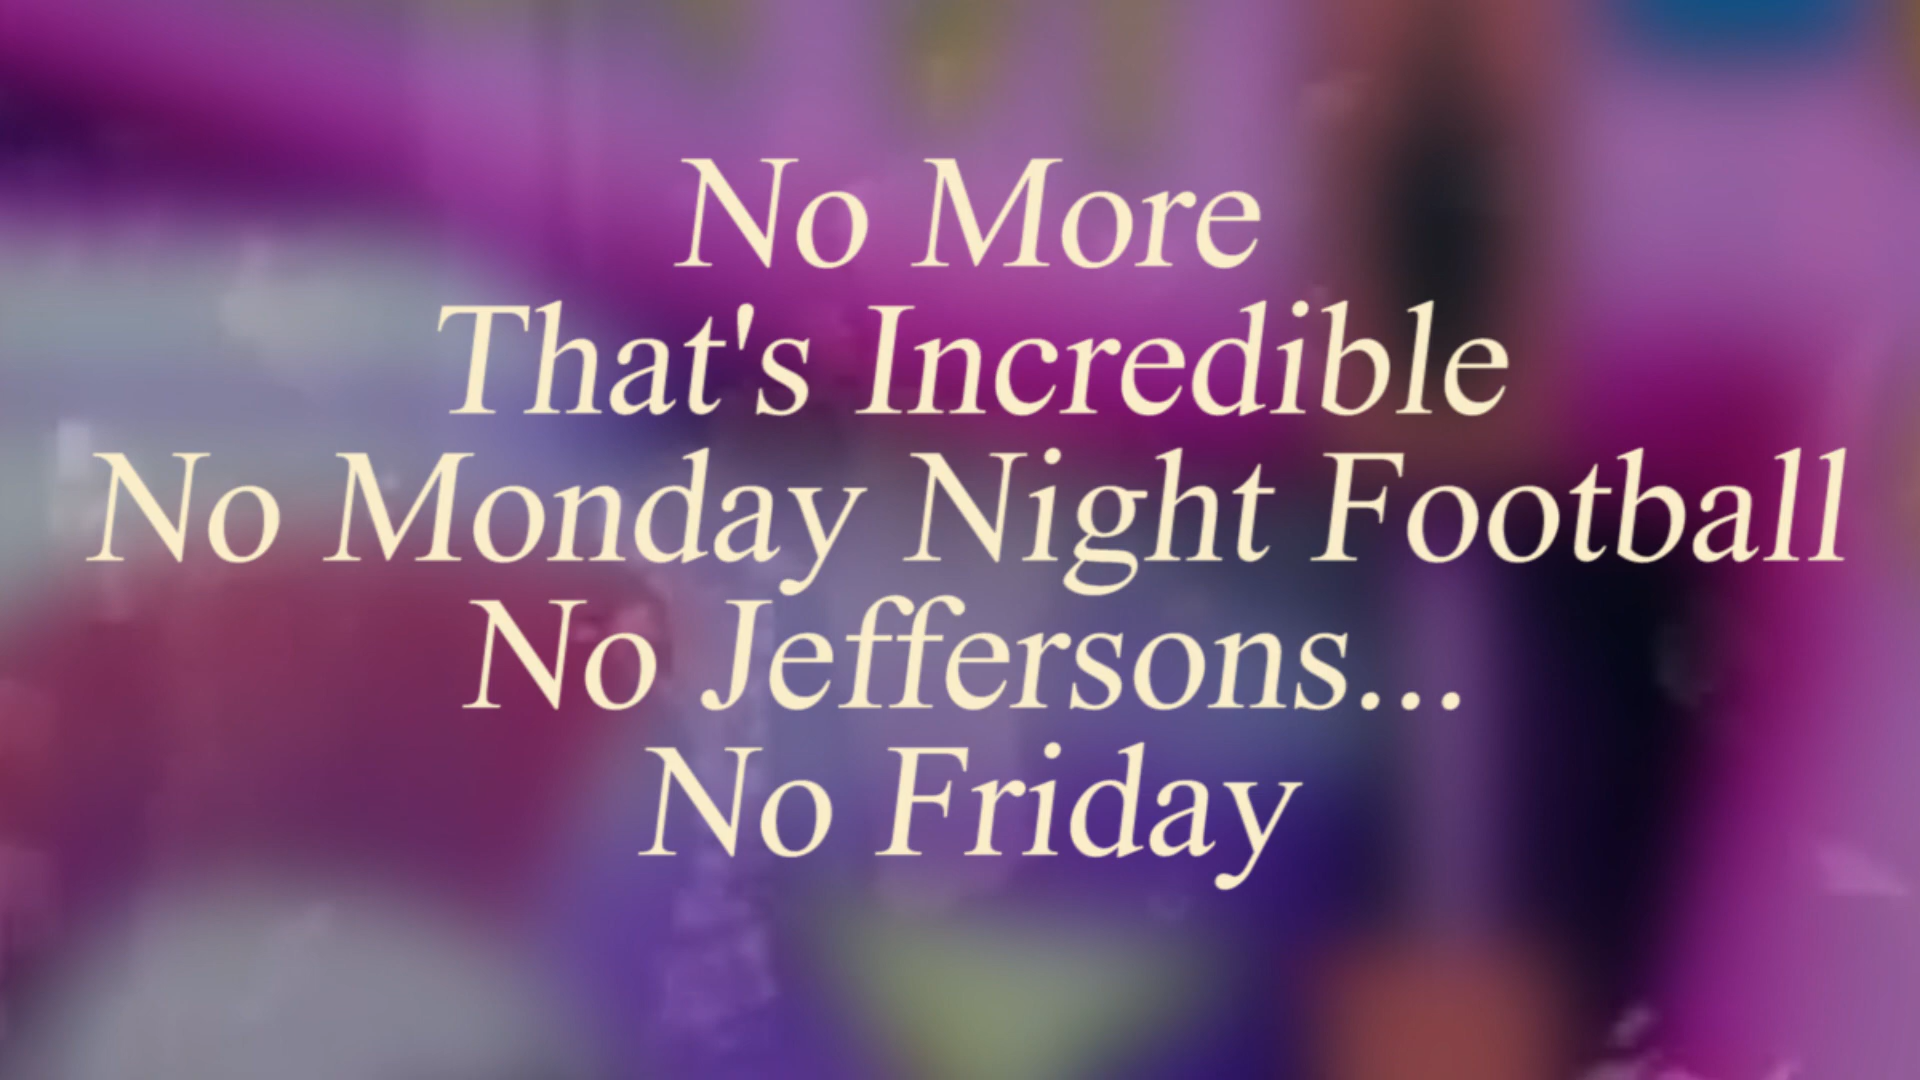 No More
That's Incredible
No Monday Night Football
No Jeffersons...
No Friday